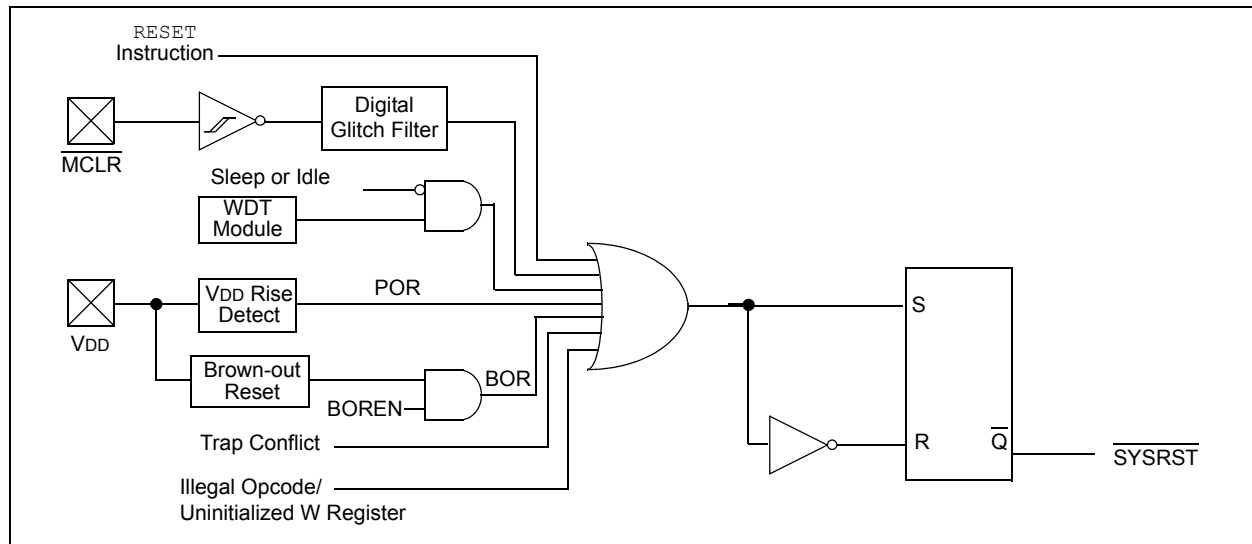 RESET
Instruction
Digital
Glitch Filter
MCLR
Sleep or Idle
WDT
Module
VDD Rise
Detect
POR
VDD
Brown-out
Reset
BOR
BOREN
Trap Conflict
Illegal Opcode/
Uninitialized W Register
S
R
Q
SYSRST